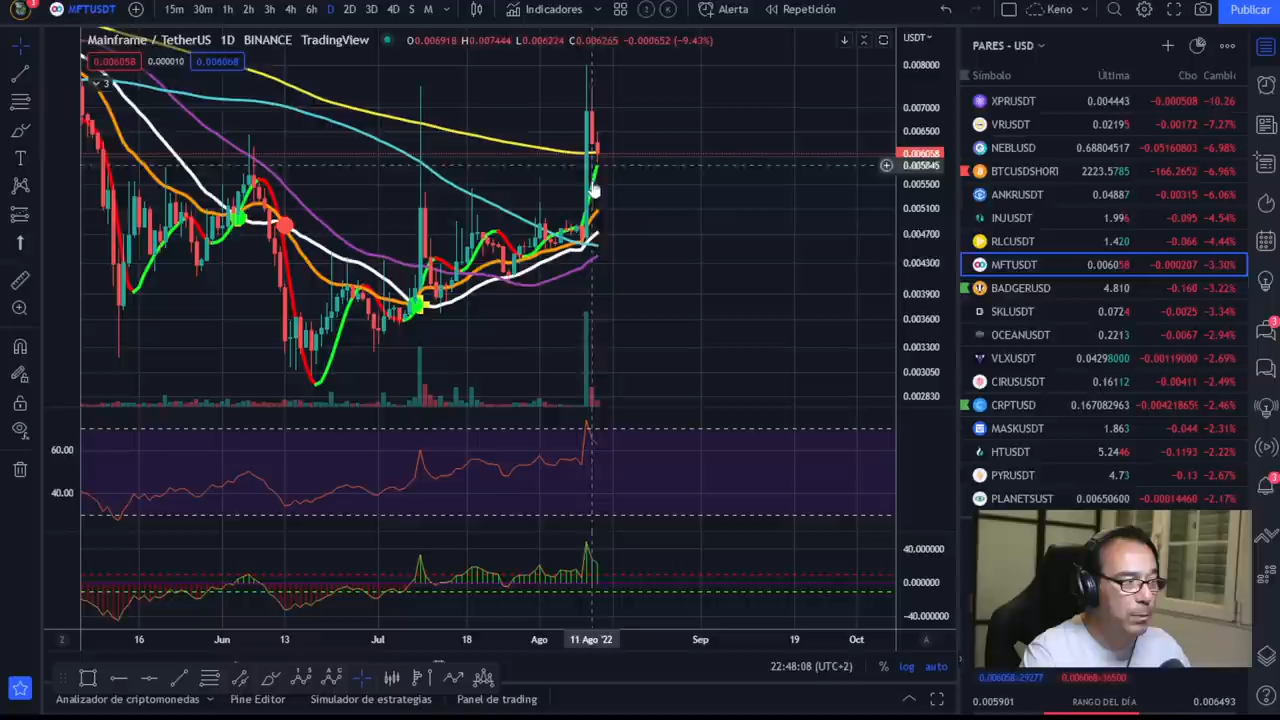 MFTUSDT 15m 30m 1h 2h 3h 4h 6h D 2D 3D 4D S M Indicadores Alerta Repetición Keno Publicar
Mainframe / TetherUS 1D BINANCE TradingView O0.006918 H0.007444 L0.006224 C0.006265 -0.000652 (-9.43%)
0.006058 0.000010 0.006068
3
USDT
0.008000
0.007000
0.006500
0.006058
0.005845
0.005500
0.005100
0.004700
0.004300
0.003900
0.003600
0.003300
0.003050
0.002830
60.00
40.00
40.000000
0.000000
-40.000000
16 Jun 13 Jul 18 Ago 11 Ago '22 Sep 19 Oct
22:48:08 (UTC+2) % log auto
Analizador de criptomonedas Pine Editor Simulador de estrategias Panel de trading
PARES - USD
Símbolo Última Cbo Cambio
XPRUSDT 0.004443 -0.000508 -10.26
VRIJSDT 0.02195 -0.00172 -7.27%
NEBLUSD 0.68804517 -0.05160803 -6.98%
BTCUSDSHORT 2223.5785 -166.2652 -6.96%
ANKRUSDT 0.04887 -0.00315 -6.06%
INJUSDT 1.996 -0.095 -4.54%
RLCUSDT 1.420 -0.066 -4.44%
MFTUSDT 0.006058 -0.000207 -3.30%
BADGERUSD 4.810 -0.160 -3.22%
SKLUSDT 0.0724 -0.0025 -3.34%
OCEANUSDT 0.2213 -0.0067 -2.94%
VLXUSDT 0.04298000 -0.00119000 -2.69%
CIRUSUSDT 0.16112 -0.00411 -2.49%
CRPTUSD 0.167082963 -0.004218659 -2.46%
MASKUSDT 1.863 -0.044 -2.31%
HTUSDT 5.2446 -0.1193 -2.22%
PYRUSDT 4.73 -0.13 -2.67%
PLANETSUST 0.00650600 -0.00014460 -2.17%
0.005901 RANGO DEL DÍA 0.006493